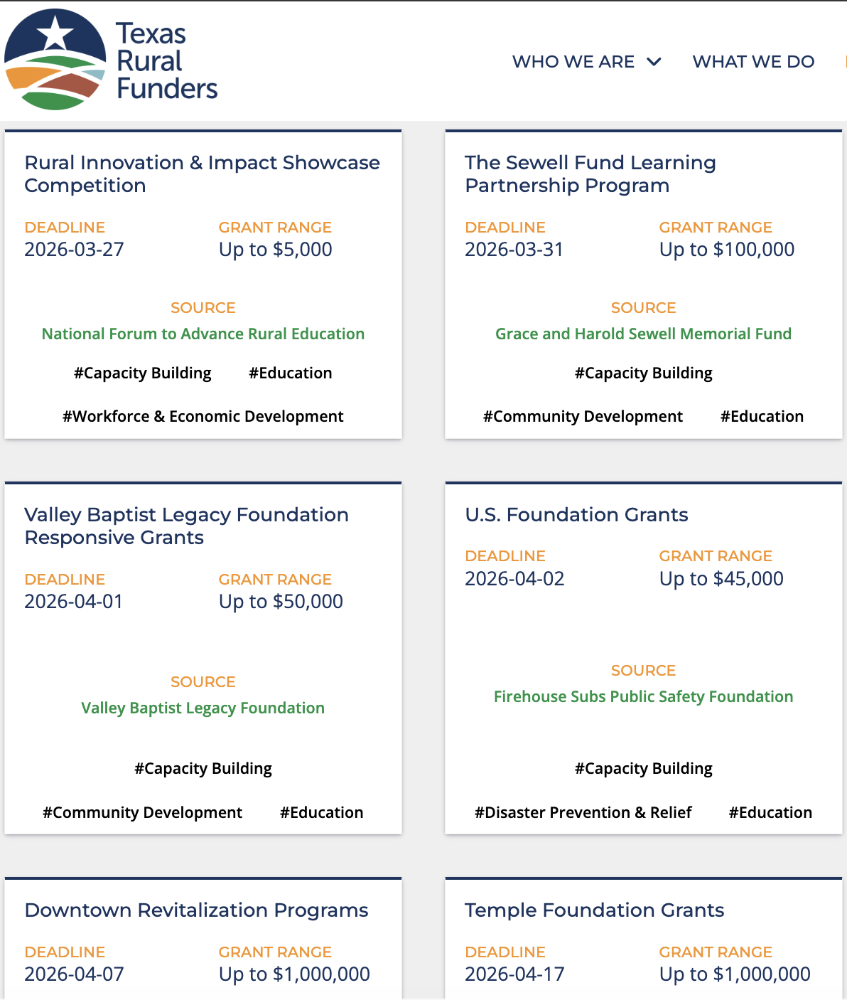 Texas
Rural
Funders
WHO WE ARE
WHAT WE DO
Rural Innovation & Impact Showcase
Competition
DEADLINE
2026-03-27
GRANT RANGE
Up to $5,000
SOURCE
National Forum to Advance Rural Education
#Capacity Building #Education
#Workforce & Economic Development
The Sewell Fund Learning
Partnership Program
DEADLINE
2026-03-31
GRANT RANGE
Up to $100,000
SOURCE
Grace and Harold Sewell Memorial Fund
#Capacity Building
#Community Development #Education
Valley Baptist Legacy Foundation
Responsive Grants
DEADLINE
2026-04-01
GRANT RANGE
Up to $50,000
SOURCE
Valley Baptist Legacy Foundation
#Capacity Building
#Community Development #Education
U.S. Foundation Grants
DEADLINE
2026-04-02
GRANT RANGE
Up to $45,000
SOURCE
Firehouse Subs Public Safety Foundation
#Capacity Building
#Disaster Prevention & Relief #Education
Downtown Revitalization Programs
DEADLINE
2026-04-07
GRANT RANGE
Up to $1,000,000
Temple Foundation Grants
DEADLINE
2026-04-17
GRANT RANGE
Up to $1,000,000